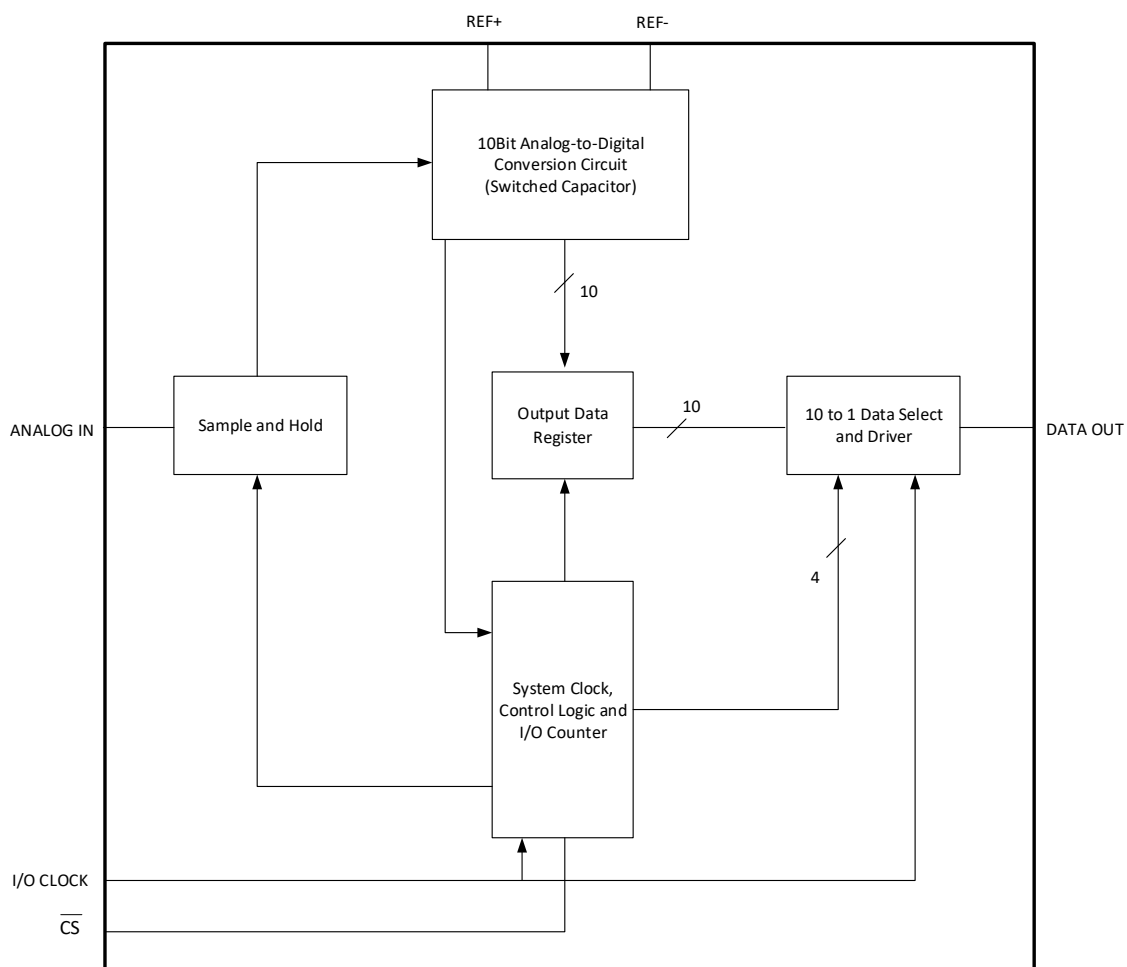 REF+
REF-
10Bit Analog-to-Digital
Conversion Circuit
(Switched Capacitor)
10
Sample and Hold
Output Data
Register
10
10 to 1 Data Select
and Driver
ANALOG IN
DATA OUT
4
System Clock,
Control Logic and
I/O Counter
I/O CLOCK
C̅S̅